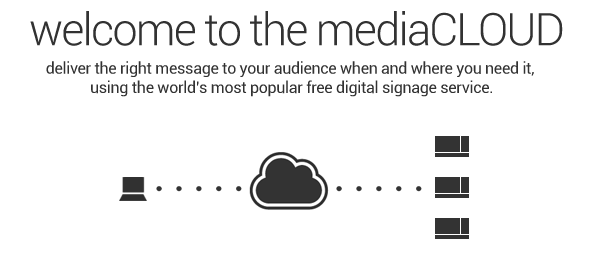 welcome to the mediaCLOUD
deliver the right message to your audience when and where you need it,
using the world's most popular free digital signage service.